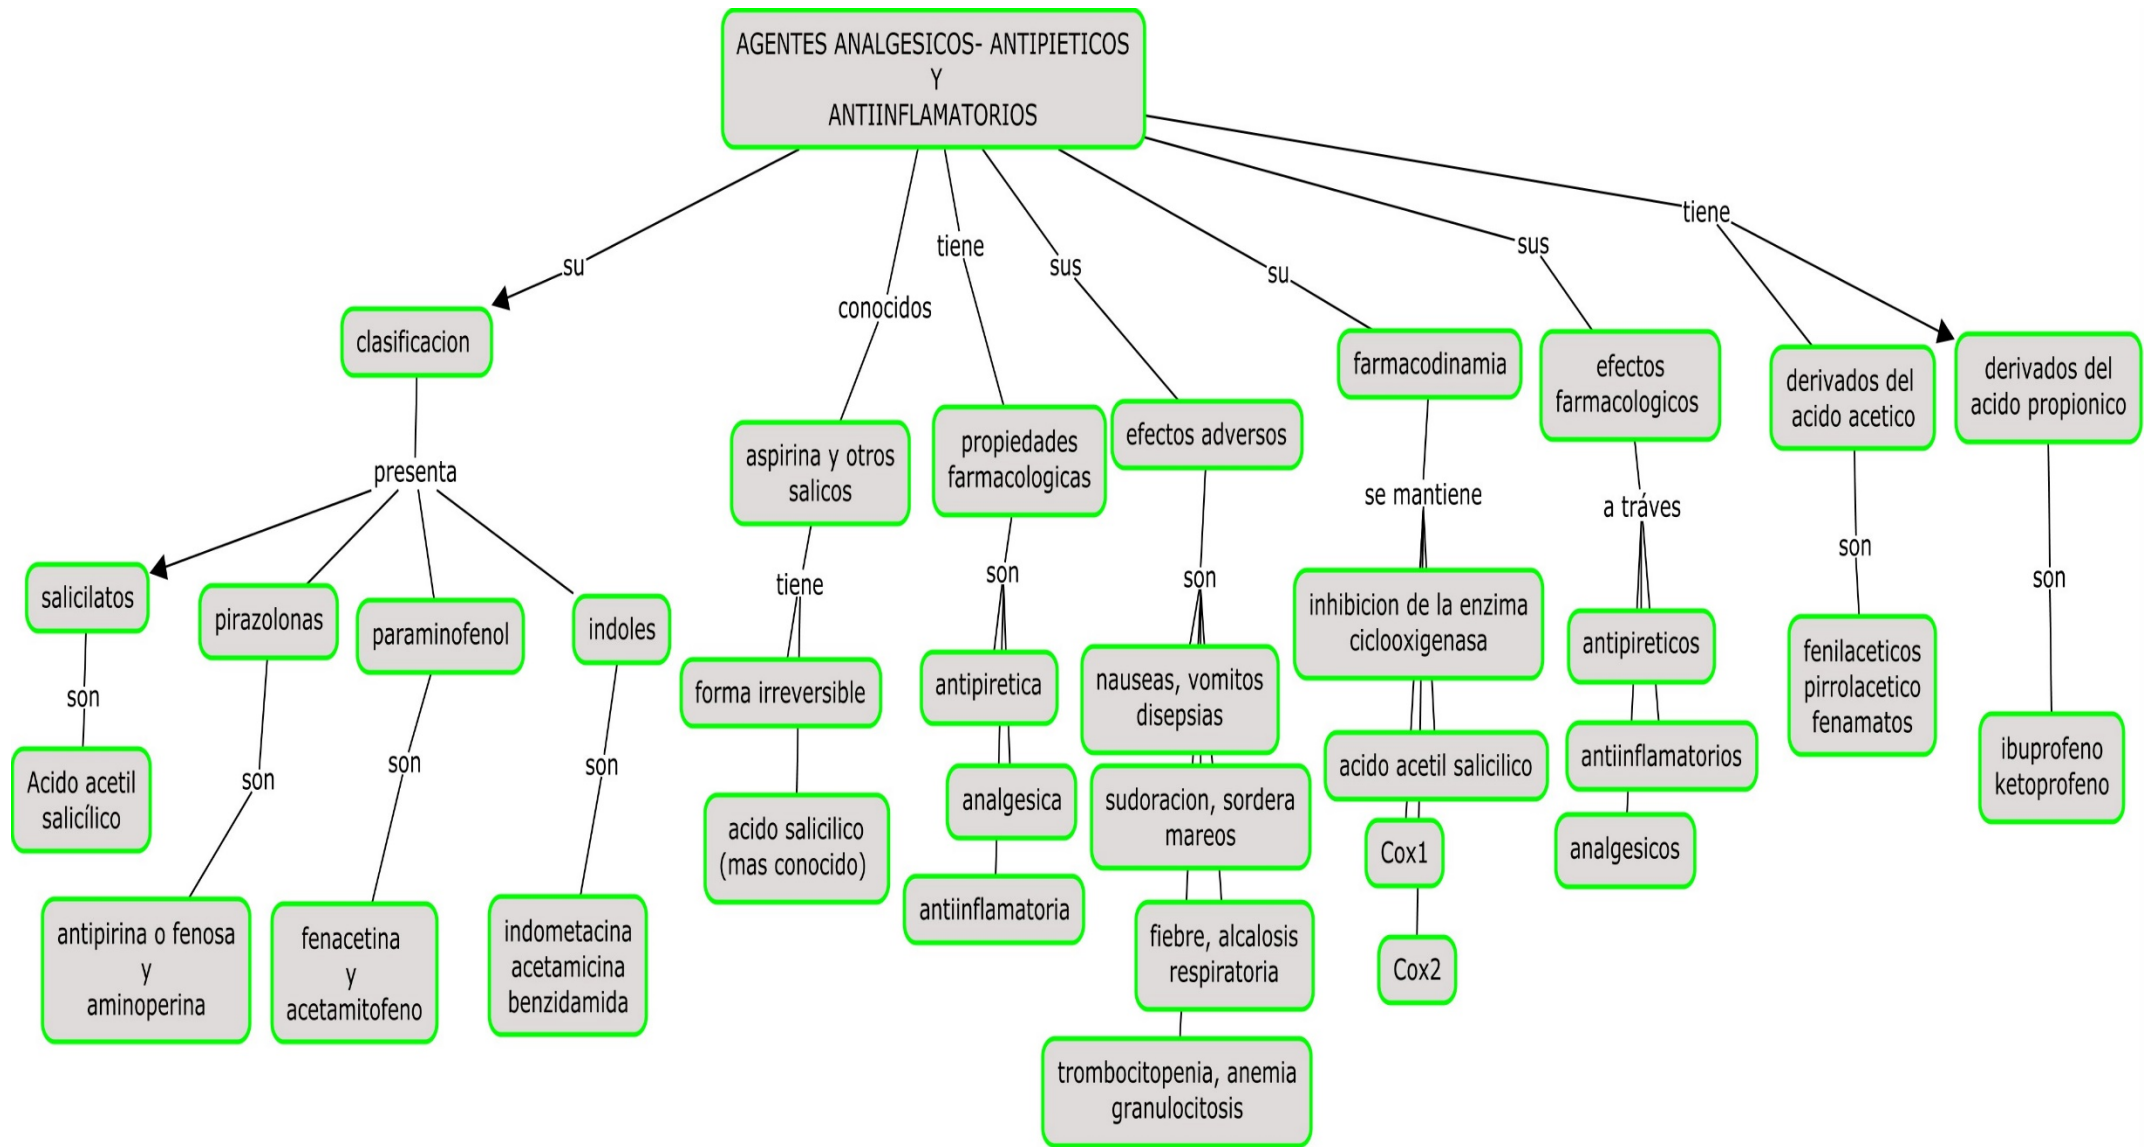 AGENTES ANALGESICOS- ANTIPIETICOS
Y
ANTIINFLAMATORIOS
su
conocidos
tiene
sus
su
sus
tiene
clasificacion
presenta
salicilatos
son
Acido acetil
salicílico
pirazolonas
son
antipirina o fenosa
y
aminoperina
paraminofenol
son
fenacetina
y
acetamitofeno
indoles
son
indometacina
acetamicina
benzidamida
aspirina y otros
salicos
tiene
forma irreversible
acido salicilico
(mas conocido)
propiedades
farmacologicas
son
antipiretica
analgesica
antiinflamatoria
efectos adversos
son
nauseas, vomitos
disepsias
sudoracion, sordera
mareos
fiebre, alcalosis
respiratoria
trombocitopenia, anemia
granulocitosis
farmacodinamia
se mantiene
inhibicion de la enzima
ciclooxigenasa
acido acetil salicilico
Cox1
Cox2
efectos
farmacologicos
a tráves
antipireticos
antiinflamatorios
analgesicos
derivados del
acido acetico
son
fenilaceticos
pirrolacetico
fenamatos
derivados del
acido propionico
son
ibuprofeno
ketoprofeno